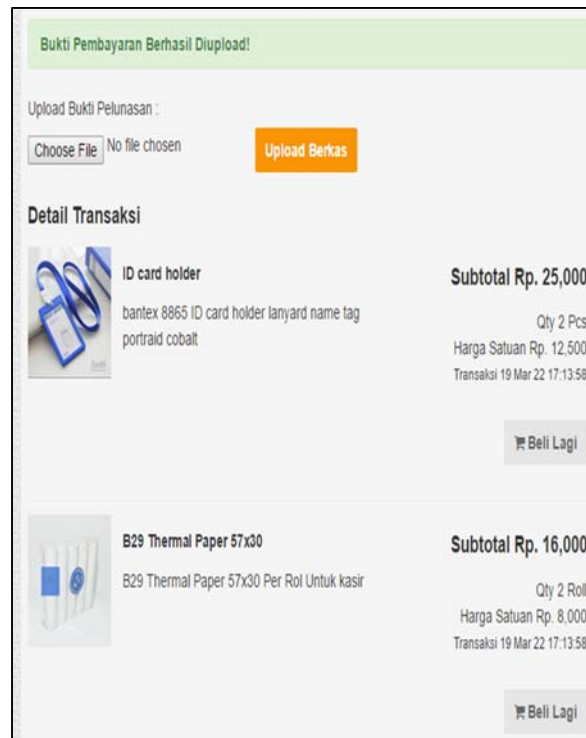 Bukti Pembayaran Berhasil Diupload!
Upload Bukti Pelunasan :
Choose File No file chosen
Upload Berkas
Detail Transaksi
ID card holder
bantex 8865 ID card holder lanyard name tag
portraid cobalt
Subtotal Rp. 25,000
Qty 2 Pcs
Harga Satuan Rp. 12,500
Transaksi 19 Mar 22 17:13:58
Beli Lagi
B29 Thermal Paper 57x30
B29 Thermal Paper 57x30 Per Rol Untuk kasir
Subtotal Rp. 16,000
Qty 2 Roll
Harga Satuan Rp. 8,000
Transaksi 19 Mar 22 17:13:58
Beli Lagi